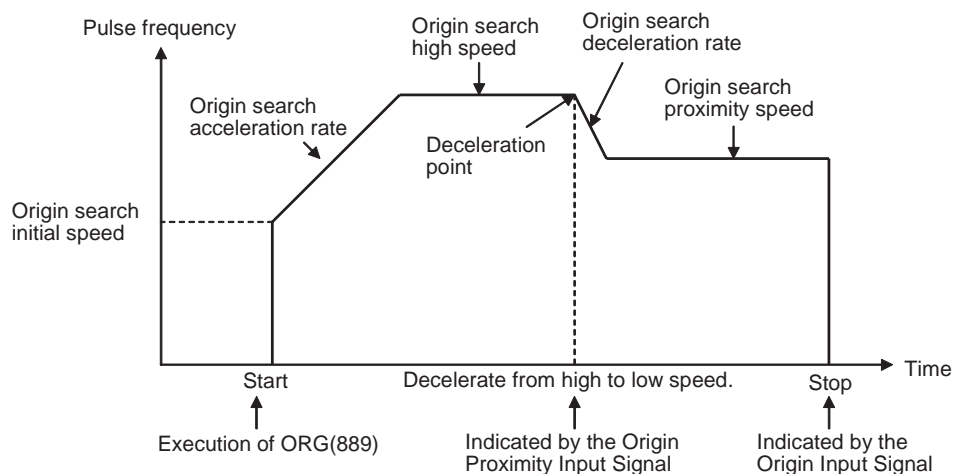 Pulse frequency
Origin search
high speed
Origin search
deceleration rate
Origin search
acceleration rate
Deceleration
point
Origin search
proximity speed
Origin search
initial speed
Time
Start
Decelerate from high to low speed.
Stop
Execution of ORG(889)
Indicated by the Origin
Proximity Input Signal
Indicated by the
Origin Input Signal